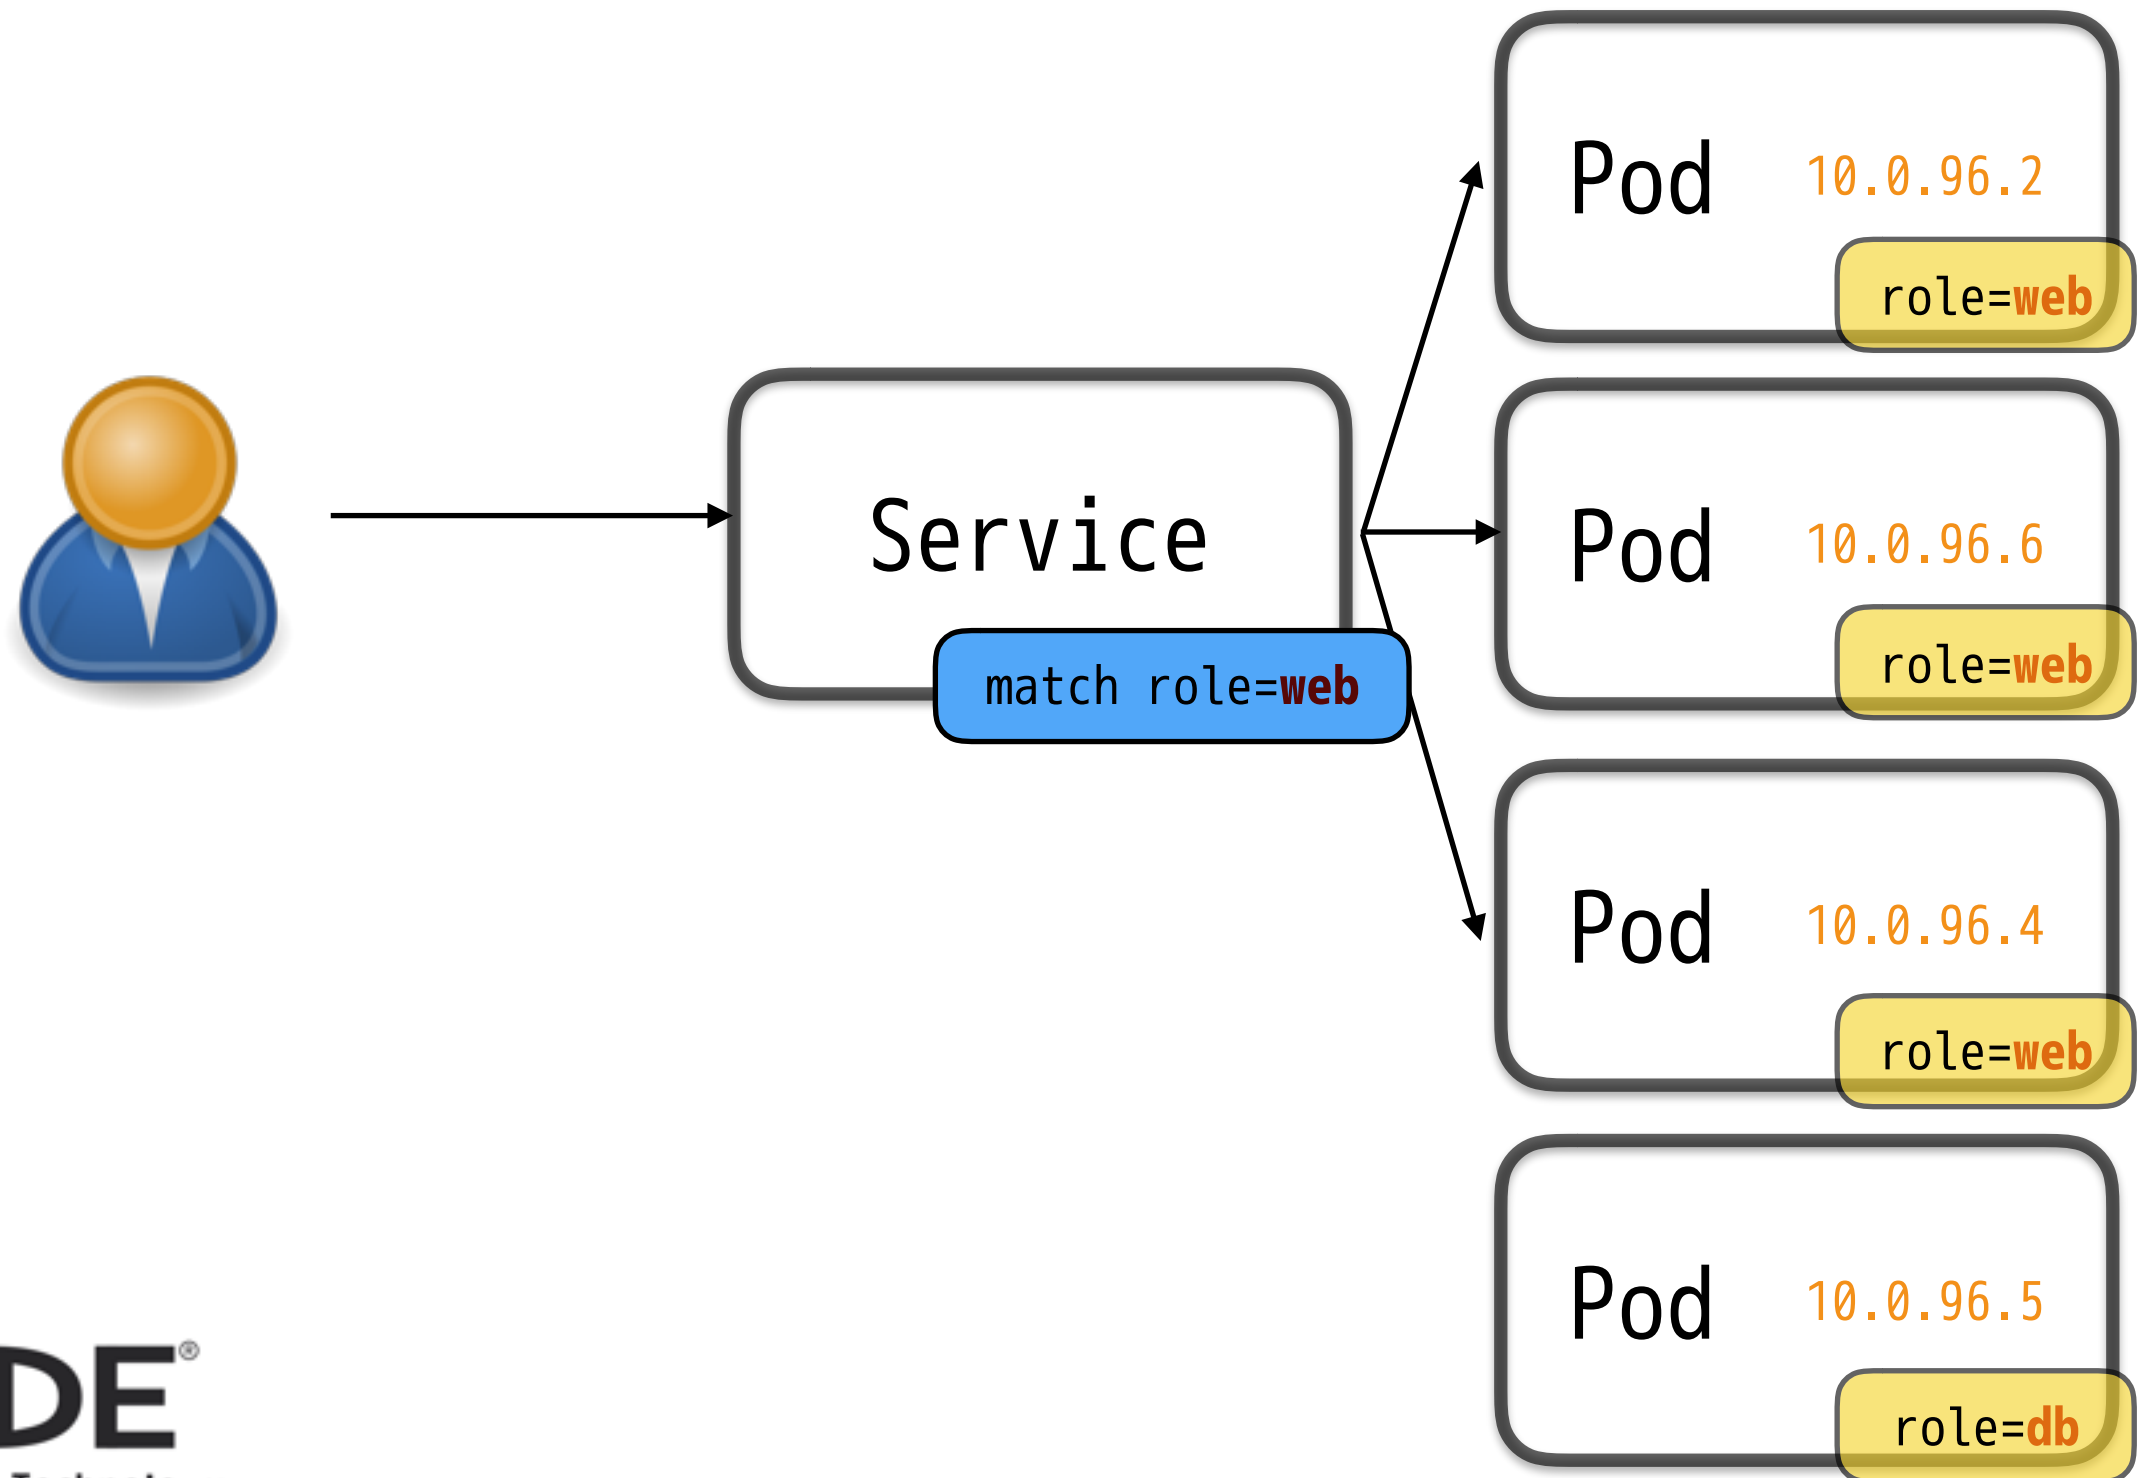 Pod 10.0.96.2
role=web
Service
match role=web
Pod 10.0.96.6
role=web
Pod 10.0.96.4
role=web
Pod 10.0.96.5
role=db
DE®